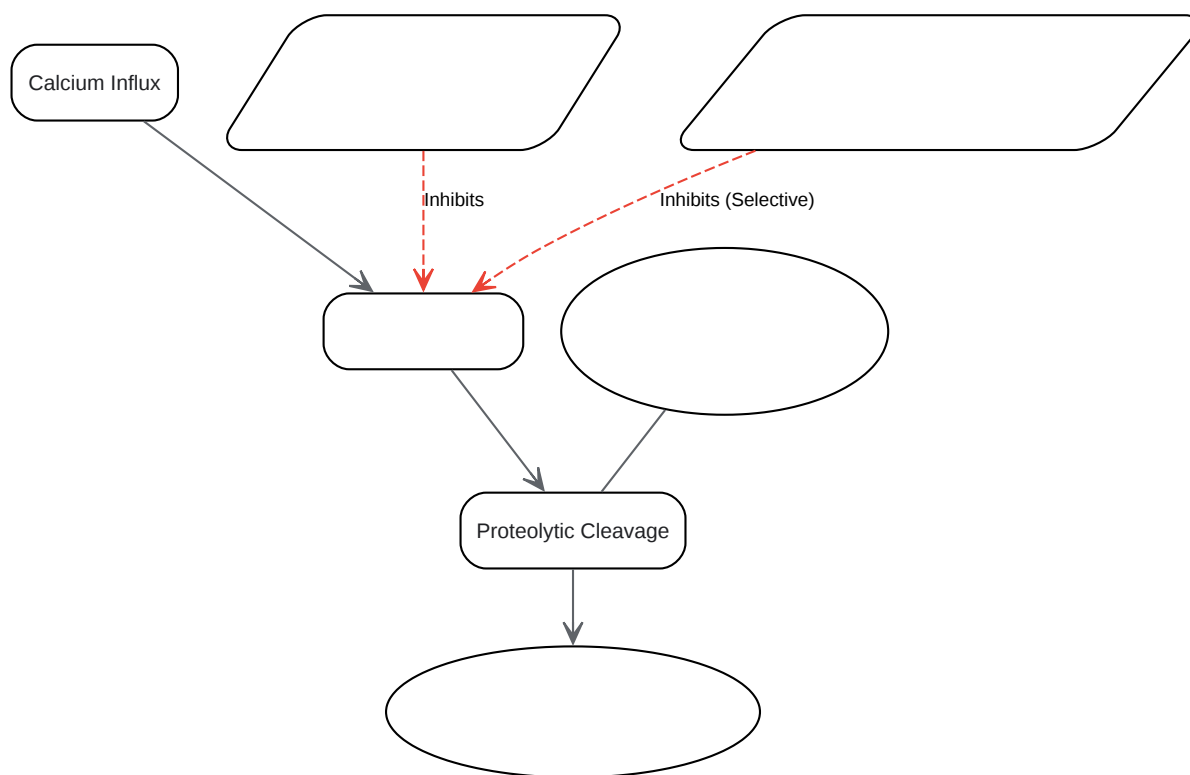 Calcium Influx
Inhibits
Inhibits (Selective)
Proteolytic Cleavage